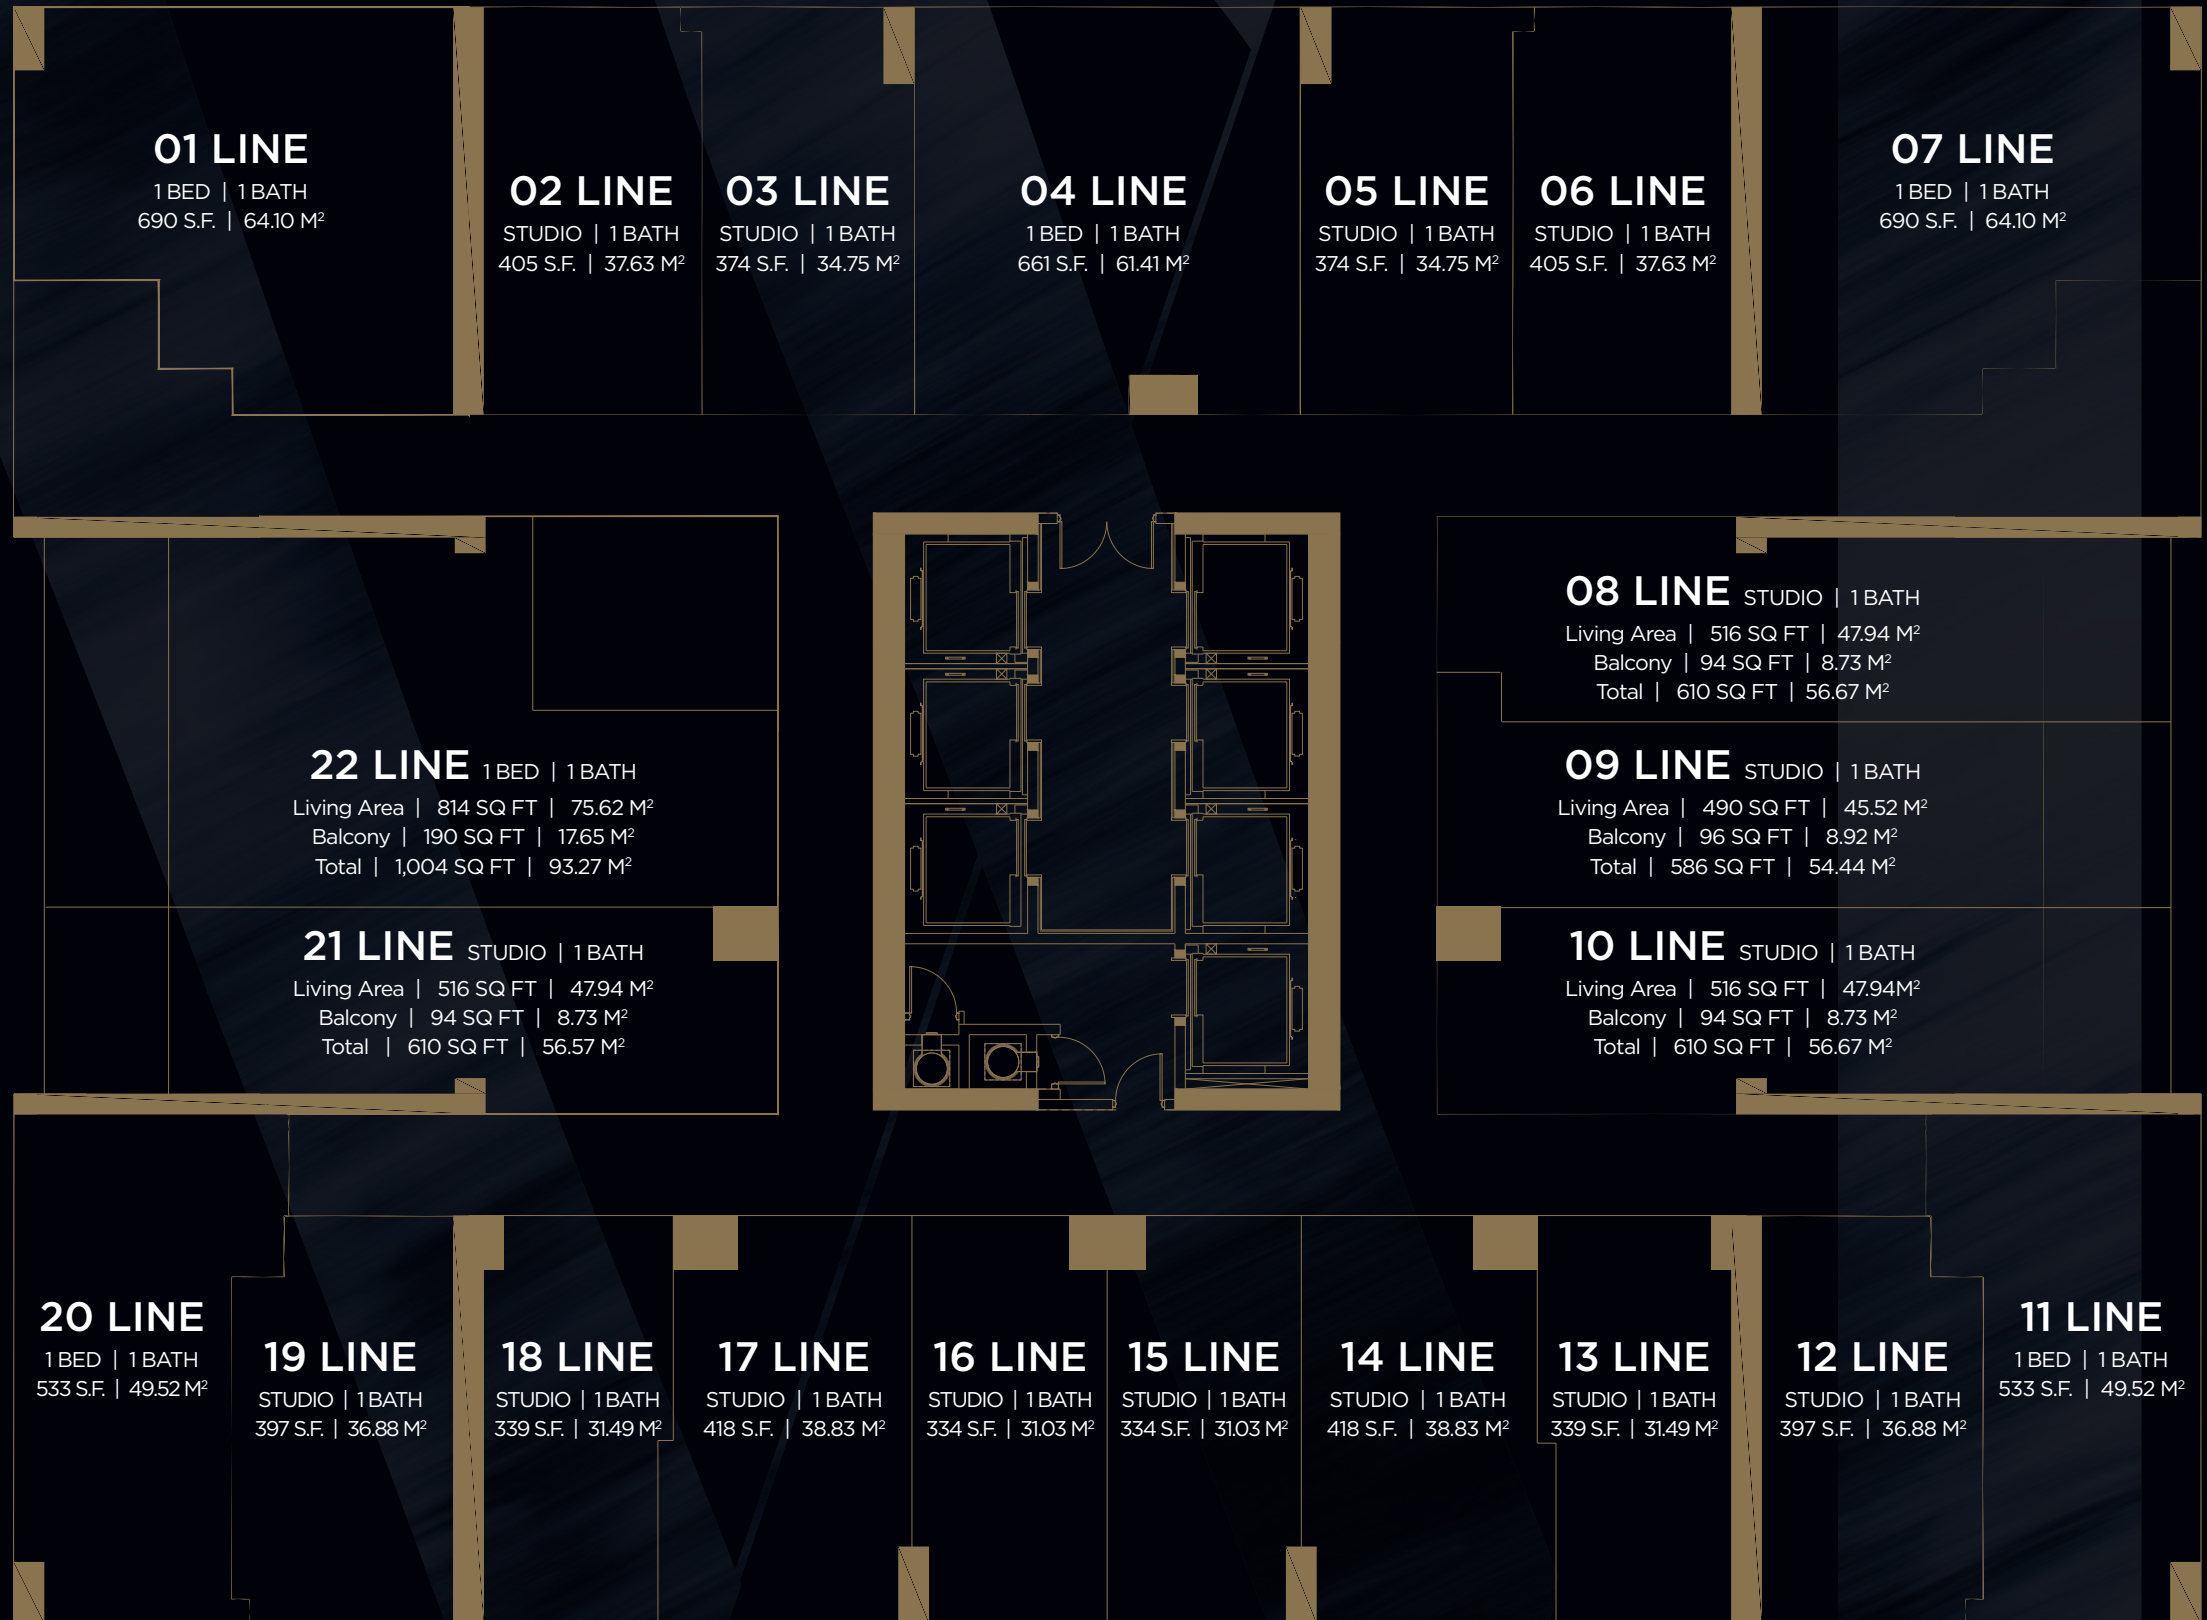 01 LINE
1 BED | 1 BATH
690 S.F. | 64.10 M²
02 LINE
STUDIO | 1 BATH
405 S.F. | 37.63 M²
03 LINE
STUDIO | 1 BATH
374 S.F. | 34.75 M²
04 LINE
1 BED | 1 BATH
661 S.F. | 61.41 M²
05 LINE
STUDIO | 1 BATH
374 S.F. | 34.75 M²
06 LINE
STUDIO | 1 BATH
405 S.F. | 37.63 M²
07 LINE
1 BED | 1 BATH
690 S.F. | 64.10 M²
08 LINE STUDIO | 1 BATH
Living Area | 516 SQ FT | 47.94 M²
Balcony | 94 SQ FT | 8.73 M²
Total | 610 SQ FT | 56.67 M²
22 LINE 1 BED | 1 BATH
Living Area | 814 SQ FT | 75.62 M²
Balcony | 190 SQ FT | 17.65 M²
Total | 1,004 SQ FT | 93.27 M²
09 LINE STUDIO | 1 BATH
Living Area | 490 SQ FT | 45.52 M²
Balcony | 96 SQ FT | 8.92 M²
Total | 586 SQ FT | 54.44 M²
21 LINE STUDIO | 1 BATH
Living Area | 516 SQ FT | 47.94 M²
Balcony | 94 SQ FT | 8.73 M²
Total | 610 SQ FT | 56.57 M²
10 LINE STUDIO | 1 BATH
Living Area | 516 SQ FT | 47.94M²
Balcony | 94 SQ FT | 8.73 M²
Total | 610 SQ FT | 56.67 M²
20 LINE
1 BED | 1 BATH
533 S.F. | 49.52 M²
19 LINE
STUDIO | 1 BATH
397 S.F. | 36.88 M²
18 LINE
STUDIO | 1 BATH
339 S.F. | 31.49 M²
17 LINE
STUDIO | 1 BATH
418 S.F. | 38.83 M²
16 LINE
STUDIO | 1 BATH
334 S.F. | 31.03 M²
15 LINE
STUDIO | 1 BATH
334 S.F. | 31.03 M²
14 LINE
STUDIO | 1 BATH
418 S.F. | 38.83 M²
13 LINE
STUDIO | 1 BATH
339 S.F. | 31.49 M²
12 LINE
STUDIO | 1 BATH
397 S.F. | 36.88 M²
11 LINE
1 BED | 1 BATH
533 S.F. | 49.52 M²